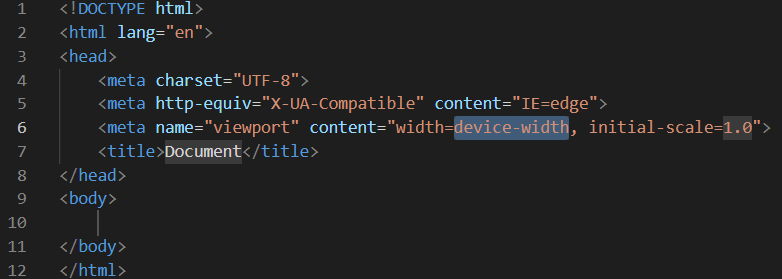 1 <!DOCTYPE html>
2 <html lang="en">
3 <head>
4     <meta charset="UTF-8">
5     <meta http-equiv="X-UA-Compatible" content="IE=edge">
6     <meta name="viewport" content="width=device-width, initial-scale=1.0">
7     <title>Document</title>
8 </head>
9 <body>
10
11 </body>
12 </html>